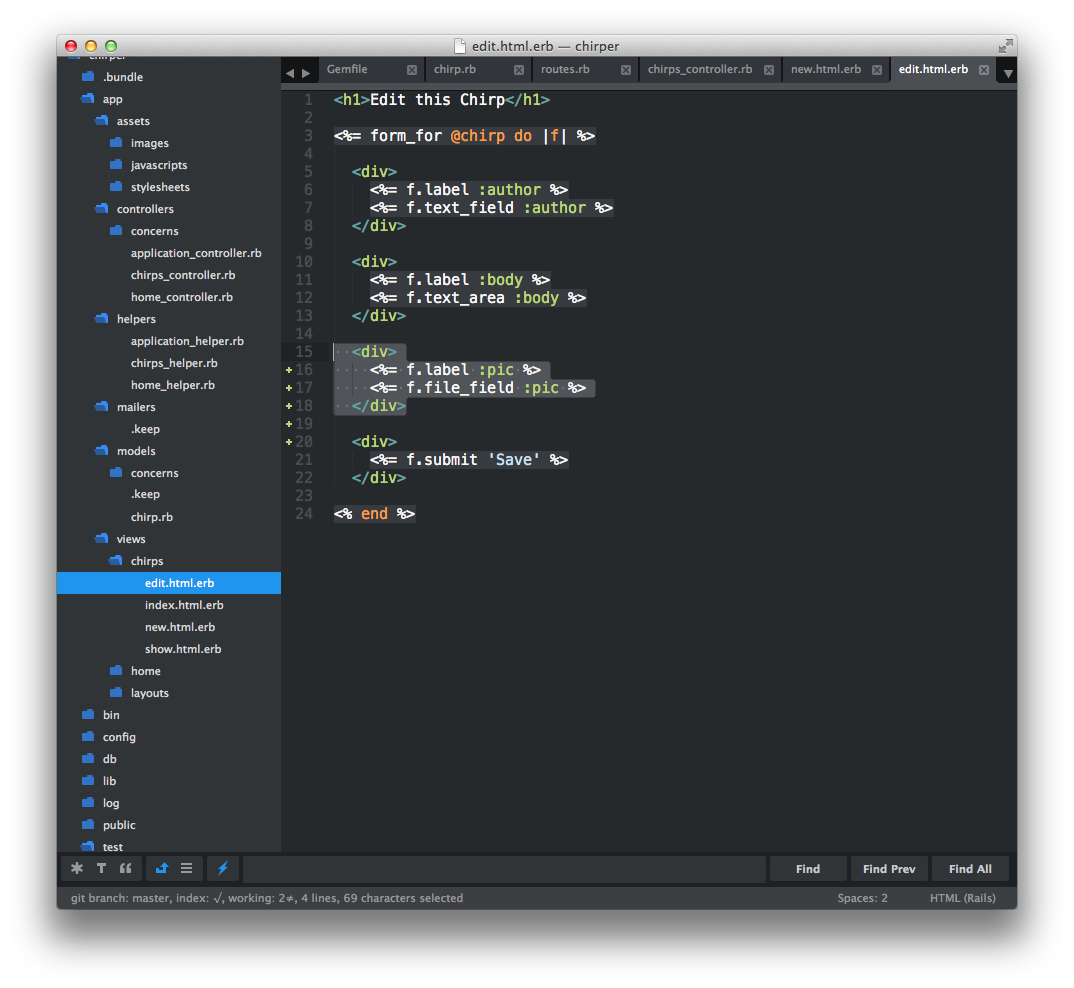 edit.html.erb — chirper
chirper
.bundle
app
assets
images
javascripts
stylesheets
controllers
concerns
application_controller.rb
chirps_controller.rb
home_controller.rb
helpers
application_helper.rb
chirps_helper.rb
home_helper.rb
mailers
.keep
models
concerns
.keep
chirp.rb
views
chirps
edit.html.erb
index.html.erb
new.html.erb
show.html.erb
home
layouts
bin
config
db
lib
log
public
test
Gemfile chirp.rb routes.rb chirps_controller.rb new.html.erb edit.html.erb
1 <h1>Edit this Chirp</h1>
2
3 <%= form_for @chirp do |f| %>
4
5 <div>
6 <%= f.label :author %>
7 <%= f.text_field :author %>
8 </div>
9
10 <div>
11 <%= f.label :body %>
12 <%= f.text_area :body %>
13 </div>
14
15 <div>
16 <%= f.label :pic %>
17 <%= f.file_field :pic %>
18 </div>
19
20 <div>
21 <%= f.submit 'Save' %>
22 </div>
23
24 <% end %>
Find Find Prev Find All
git branch: master, index: √, working: 2≠, 4 lines, 69 characters selected Spaces: 2 HTML (Rails)